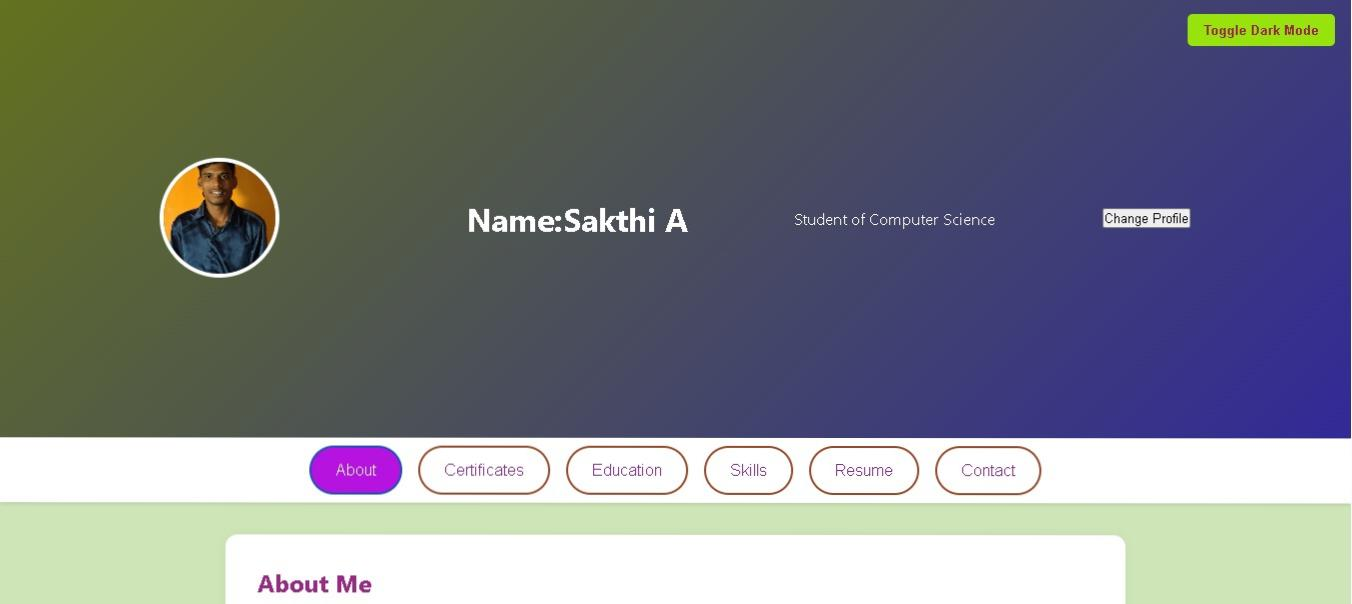 Toggle Dark Mode
Name:Sakthi A
Student of Computer Science
Change Profile
About
Certificates
Education
Skills
Resume
Contact
About Me